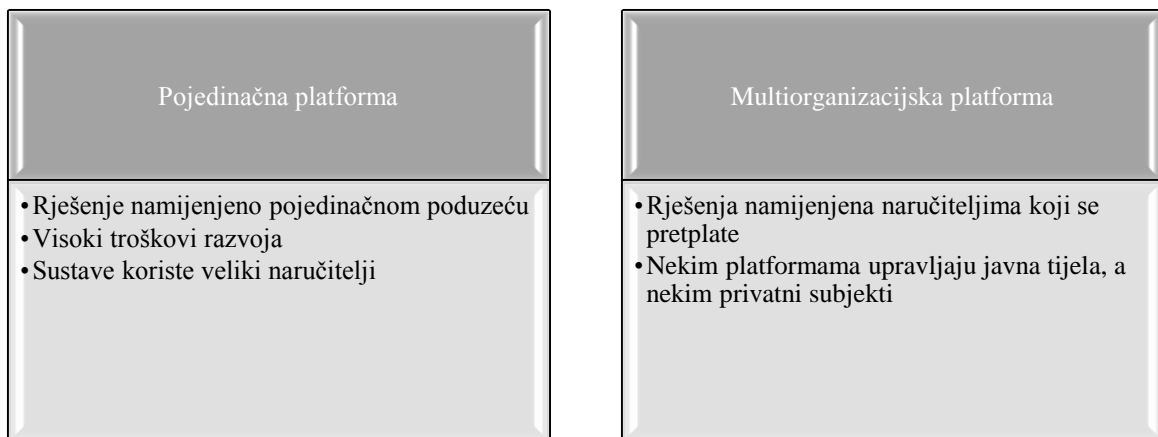 Pojedinačna platforma
•Rješenje namijenjeno pojedinačnom poduzeću
•Visoki troškovi razvoja
•Sustave koriste veliki naručitelji
Multiorganizacijska platforma
•Rješenja namijenjena naručiteljima koji se
pretplate
•Nekim platformama upravljaju javna tijela, a
nekim privatni subjekti